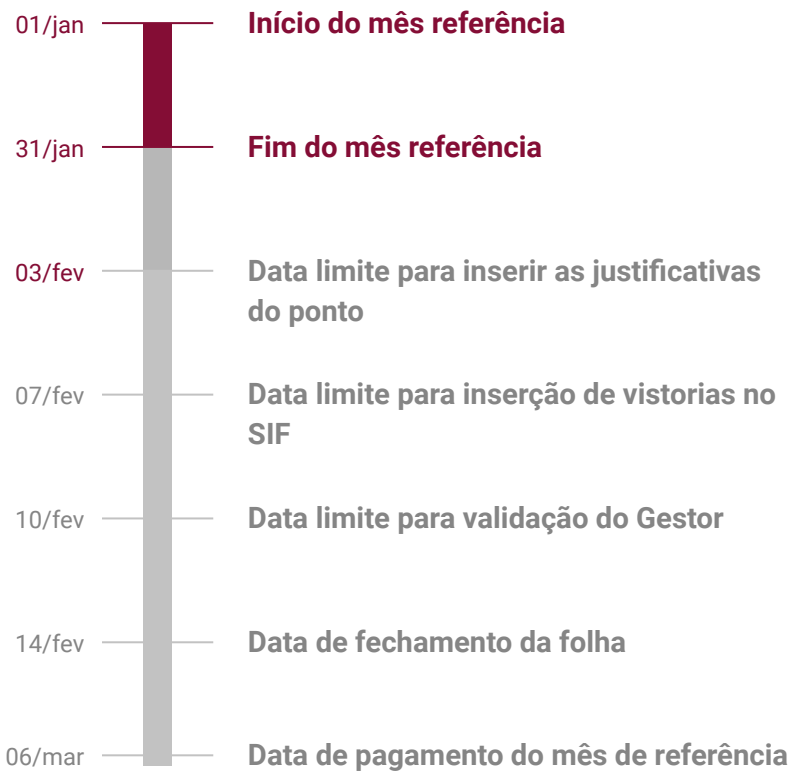 01/jan Início do mês referência
31/jan Fim do mês referência
03/fev Data limite para inserir as justificativas
do ponto
07/fev Data limite para inserção de vistorias no
SIF
10/fev Data limite para validação do Gestor
14/fev Data de fechamento da folha
06/mar Data de pagamento do mês de referência